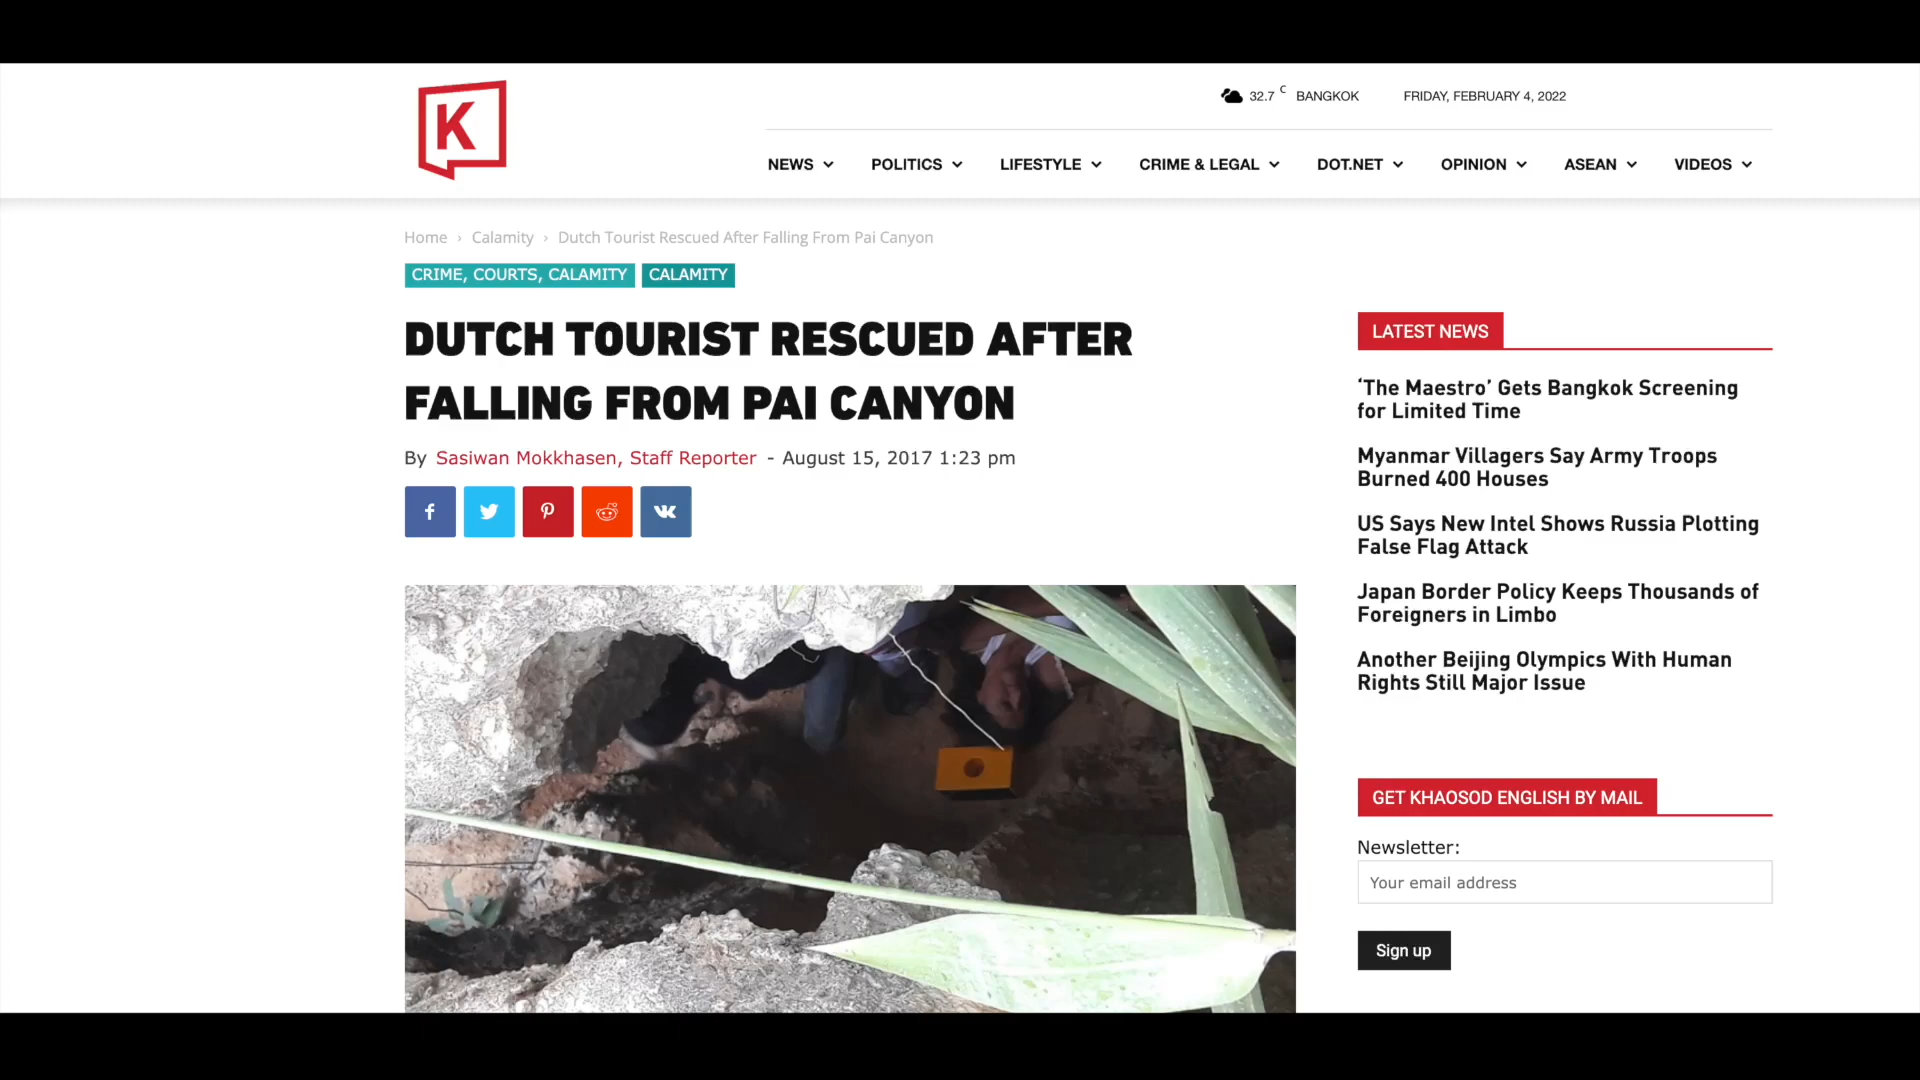 K
32.7 C BANGKOK FRIDAY, FEBRUARY 4, 2022
NEWS POLITICS LIFESTYLE CRIME & LEGAL DOT.NET OPINION ASEAN VIDEOS
Home › Calamity › Dutch Tourist Rescued After Falling From Pai Canyon
CRIME, COURTS, CALAMITY CALAMITY
DUTCH TOURIST RESCUED AFTER
FALLING FROM PAI CANYON
By Sasiwan Mokkhasen, Staff Reporter - August 15, 2017 1:23 pm
LATEST NEWS
‘The Maestro’ Gets Bangkok Screening
for Limited Time
Myanmar Villagers Say Army Troops
Burned 400 Houses
US Says New Intel Shows Russia Plotting
False Flag Attack
Japan Border Policy Keeps Thousands of
Foreigners in Limbo
Another Beijing Olympics With Human
Rights Still Major Issue
GET KHAOSOD ENGLISH BY MAIL
Newsletter:
Your email address
Sign up